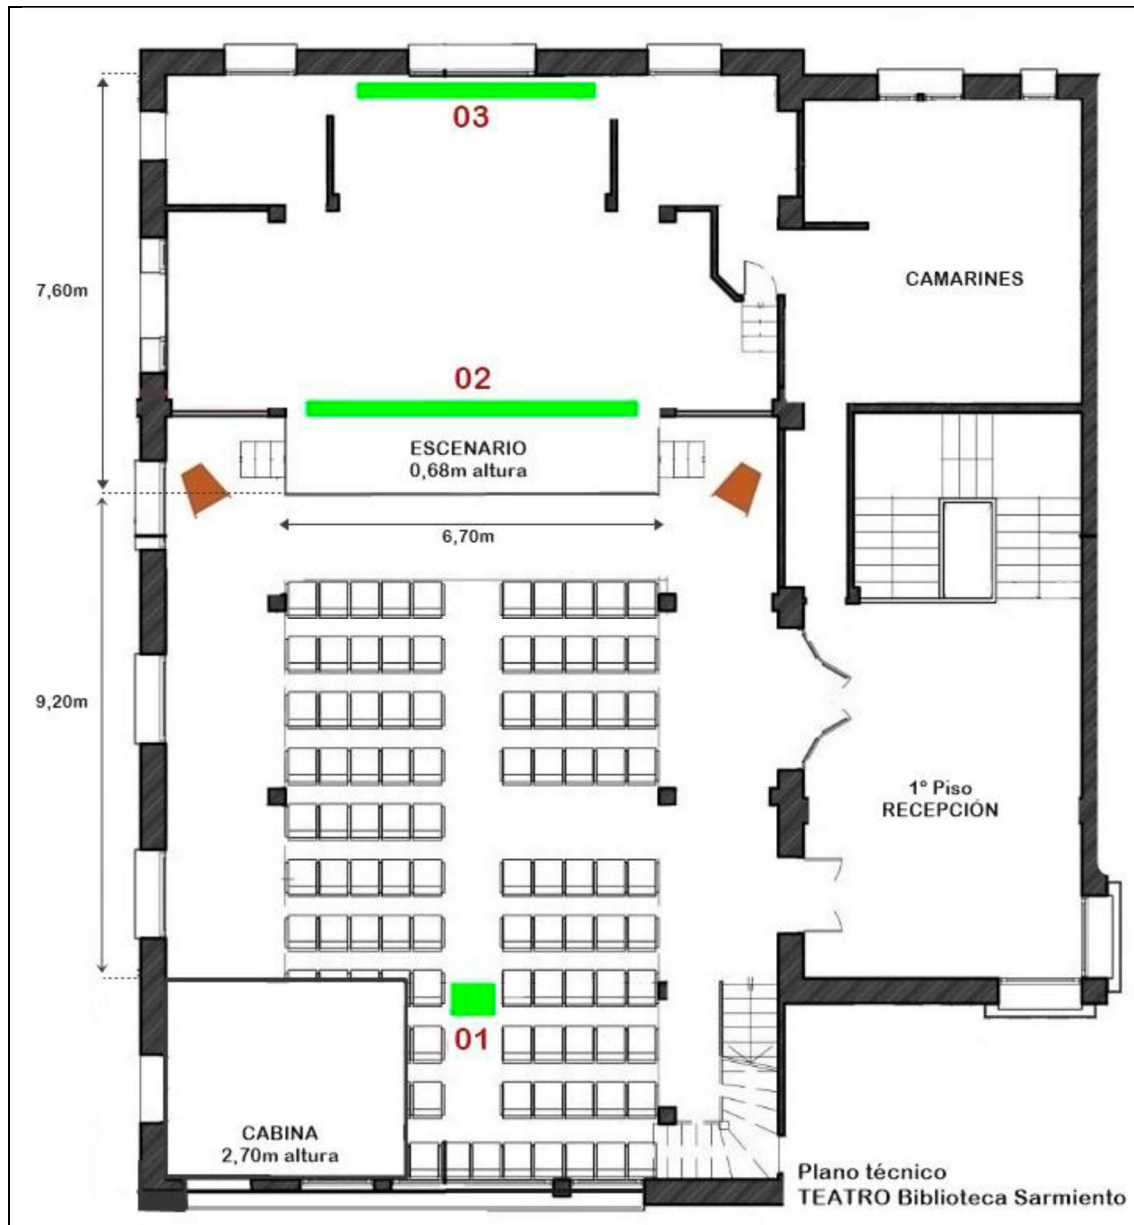 03
7,60m
CAMARINES
02
ESCENARIO
0,68m altura
6,70m
9,20m
1º Piso
RECEPCIÓN
01
CABINA
2,70m altura
Plano técnico
TEATRO Biblioteca Sarmiento